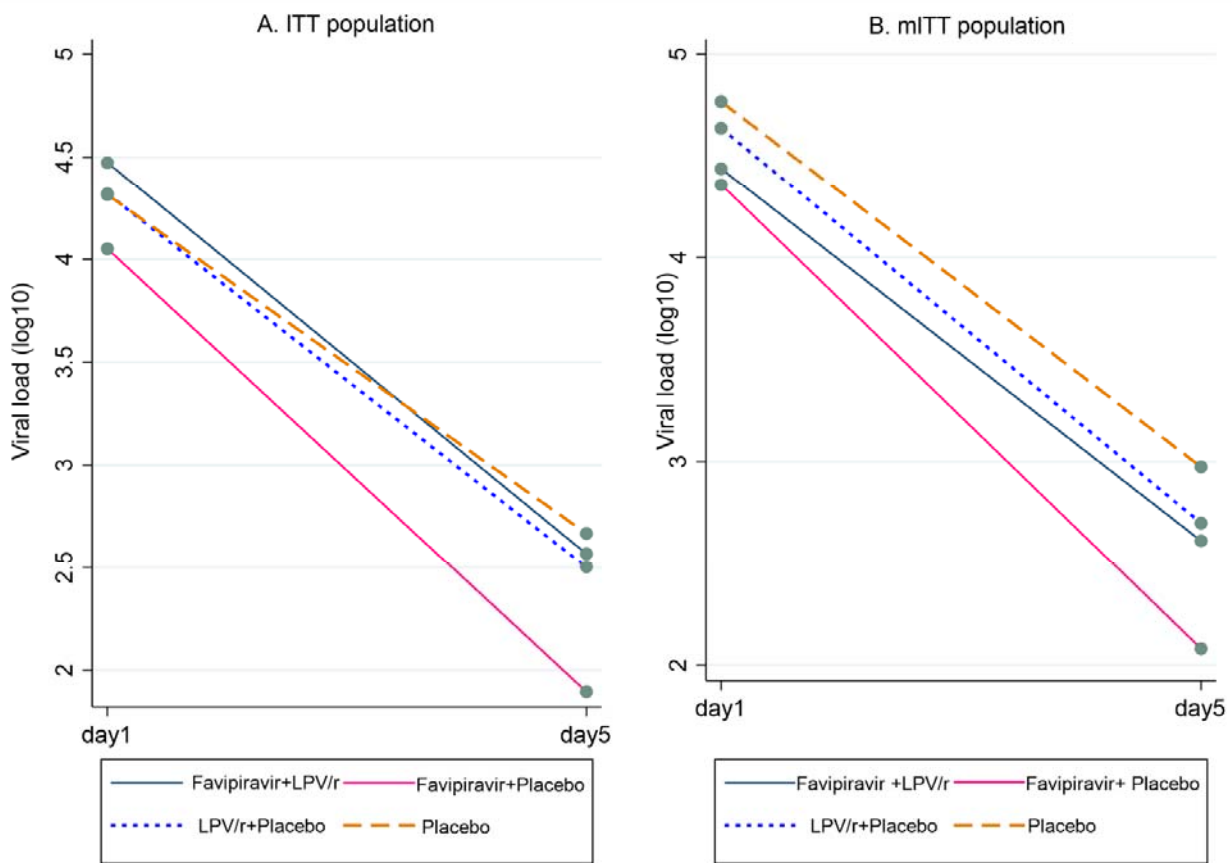 A. ITT population
Viral load (log10)
5
4.5
4
3.5
3
2.5
2
day1 day5
Favipiravir+LPV/r Favipiravir+Placebo
LPV/r+Placebo Placebo
B. mITT population
Viral load (log10)
5
4
3
2
day1 day5
Favipiravir +LPV/r Favipiravir+ Placebo
LPV/r+Placebo Placebo